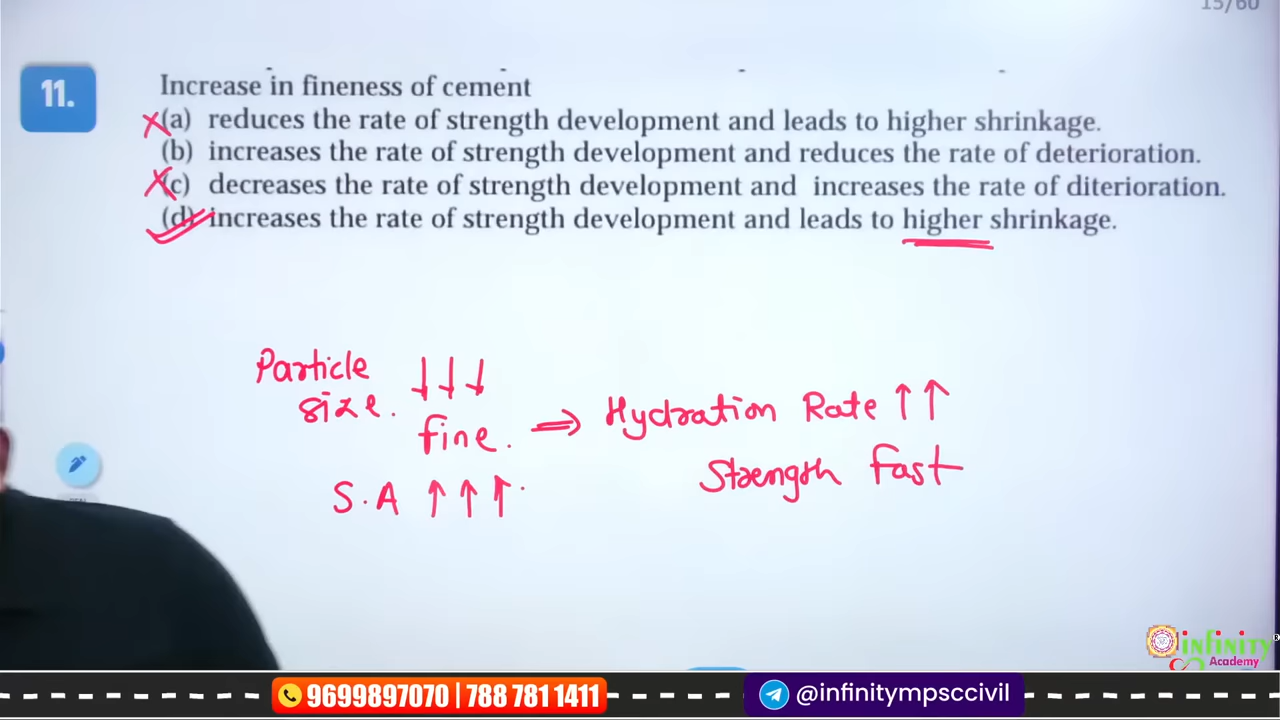 15/60
11.
Increase in fineness of cement
(a) reduces the rate of strength development and leads to higher shrinkage.
(b) increases the rate of strength development and reduces the rate of deterioration.
(c) decreases the rate of strength development and increases the rate of diterioration.
(d) increases the rate of strength development and leads to higher shrinkage.
Particle ↓↓↓
size.
fine. ⇒ Hydration Rate ↑↑
S.A ↑↑↑.
Strength fast
infinity
Academy
9699897070 | 788 781 1411
@infinitympsccivil